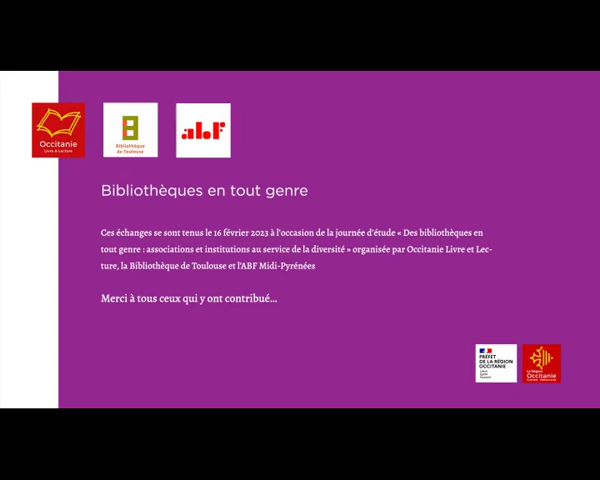 Occitanie
Livre & Lecture
Bibliothèque
de Toulouse
abf
Bibliothèques en tout genre
Ces échanges se sont tenus le 16 février 2023 à l'occasion de la journée d'étude « Des bibliothèques en
tout genre : associations et institutions au service de la diversité » organisée par Occitanie Livre et Lec-
ture, la Bibliothèque de Toulouse et l'ABF Midi-Pyrénées
Merci à tous ceux qui y ont contribué...
PRÉFET
DE LA RÉGION
OCCITANIE
La Région
Occitanie